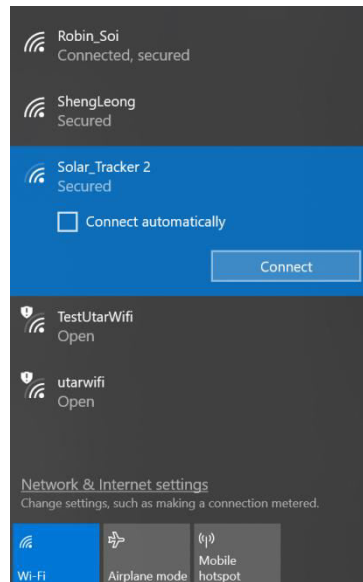 Robin_Soi
Connected, secured
ShengLeong
Secured
Solar_Tracker 2
Secured
Connect automatically
Connect
TestUtarWifi
Open
utarwifi
Open
Network & Internet settings
Change settings, such as making a connection metered.
Wi-Fi
Airplane mode
Mobile
hotspot